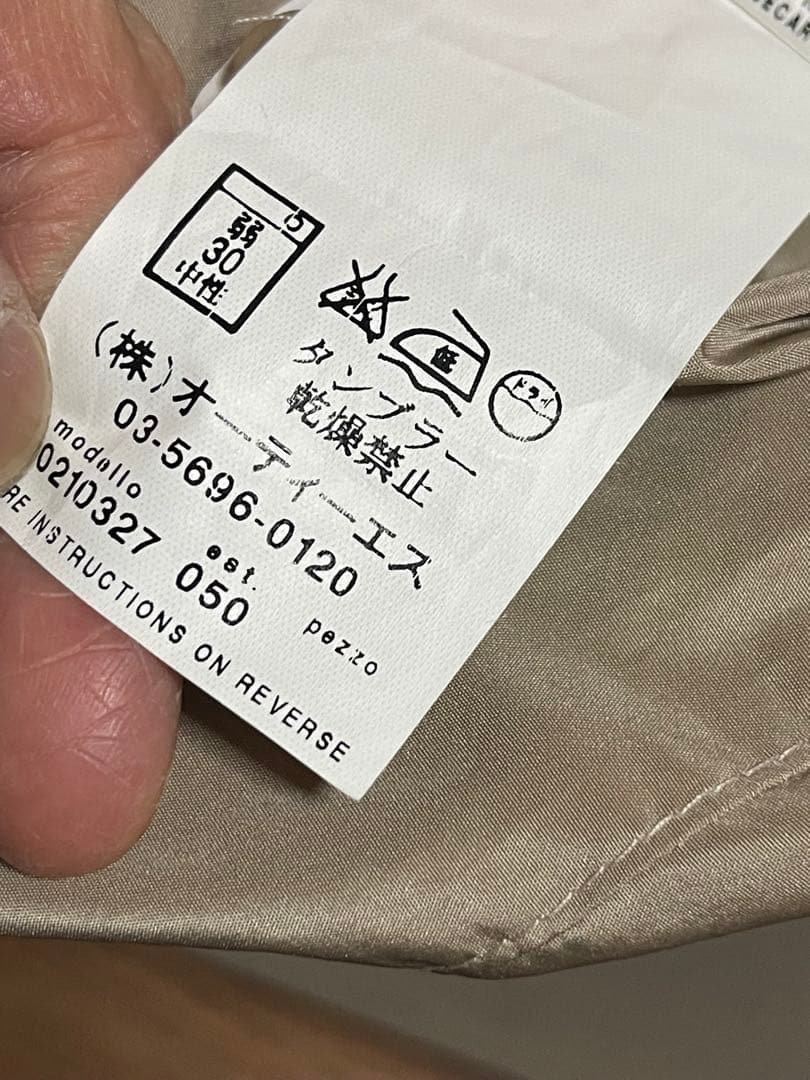 弱
30
中性
低
ドライ
タンブラー
乾燥禁止
(株)オーティーエス
03-5696-0120
modello
0210327
est.
050
pezzo
RE INSTRUCTIONS ON REVERSE